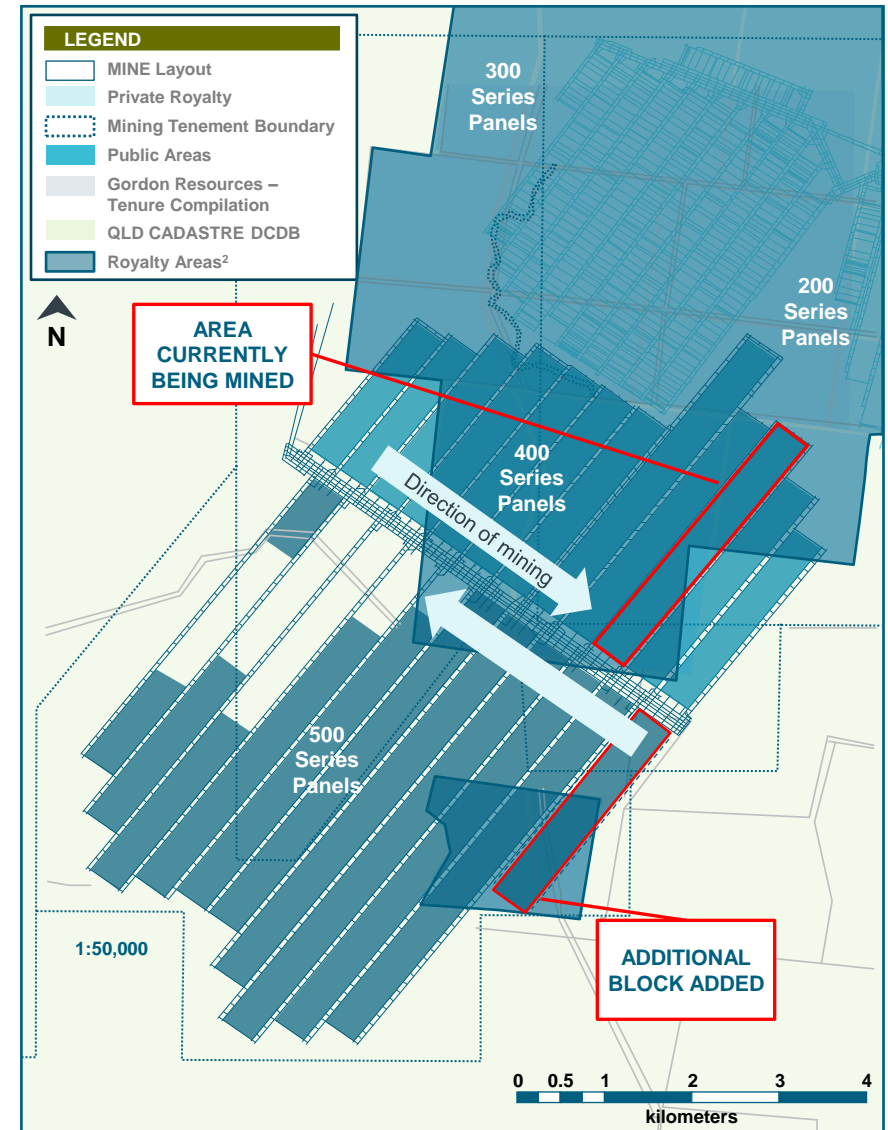 LEGEND
MINE Layout
Private Royalty
Mining Tenement Boundary
Public Areas
Gordon Resources –
Tenure Compilation
QLD CADASTRE DCDB
Royalty Areas²
N
300
Series
Panels
200
Series
Panels
AREA
CURRENTLY
BEING MINED
400
Series
Panels
Direction of mining
500
Series
Panels
1:50,000
ADDITIONAL
BLOCK ADDED
0 0.5 1 2 3 4
kilometers